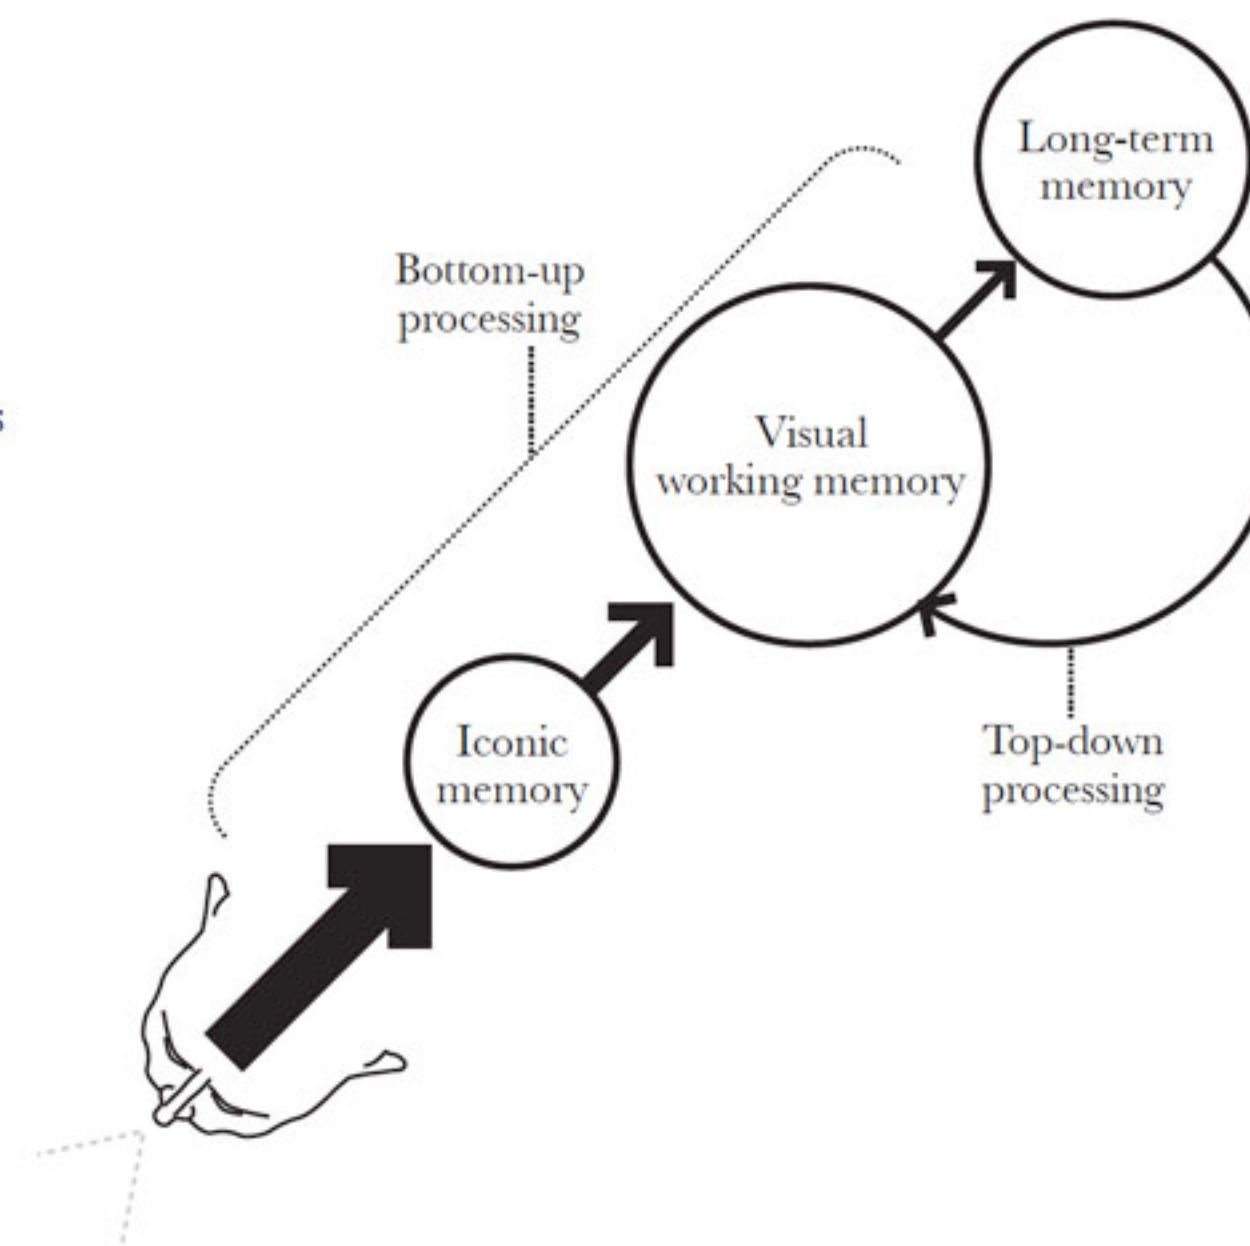 Long-term
memory
Bottom-up
processing
Visual
working memory
Iconic
memory
Top-down
processing